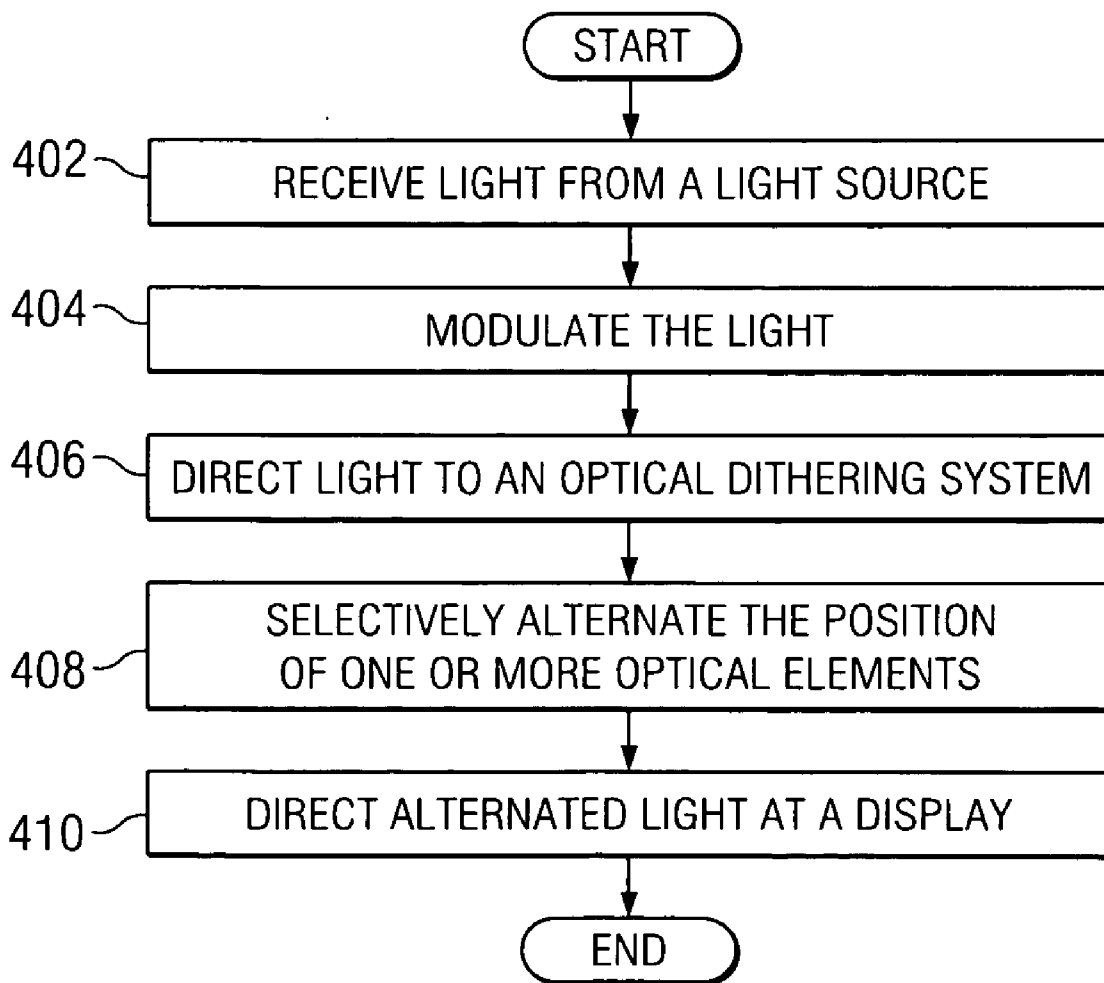 START
402
RECEIVE LIGHT FROM A LIGHT SOURCE
404
MODULATE THE LIGHT
406
DIRECT LIGHT TO AN OPTICAL DITHERING SYSTEM
408
SELECTIVELY ALTERNATE THE POSITION
OF ONE OR MORE OPTICAL ELEMENTS
410
DIRECT ALTERNATED LIGHT AT A DISPLAY
END